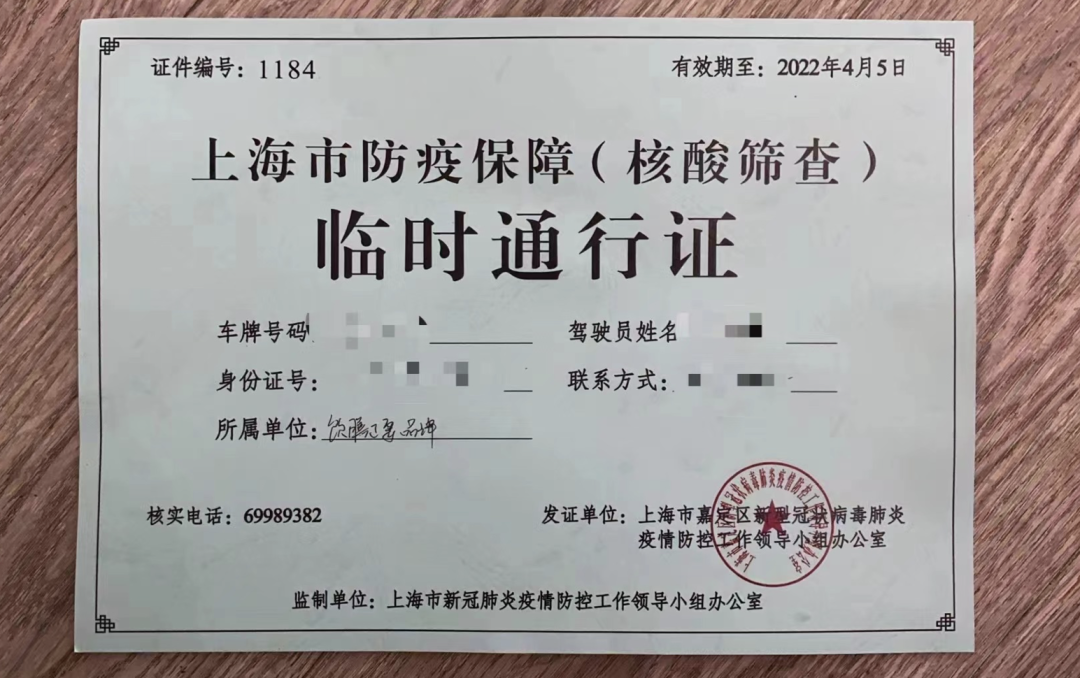 证件编号：1184 有效期至：2022年4月5日
上海市防疫保障（核酸筛查）
临时通行证
车牌号码 驾驶员姓名
身份证号： 联系方式：
所属单位： 品牌
核实电话：69989382 发证单位：上海市嘉定区新型冠状病毒肺炎
疫情防控工作领导小组办公室
监制单位：上海市新冠肺炎疫情防控工作领导小组办公室